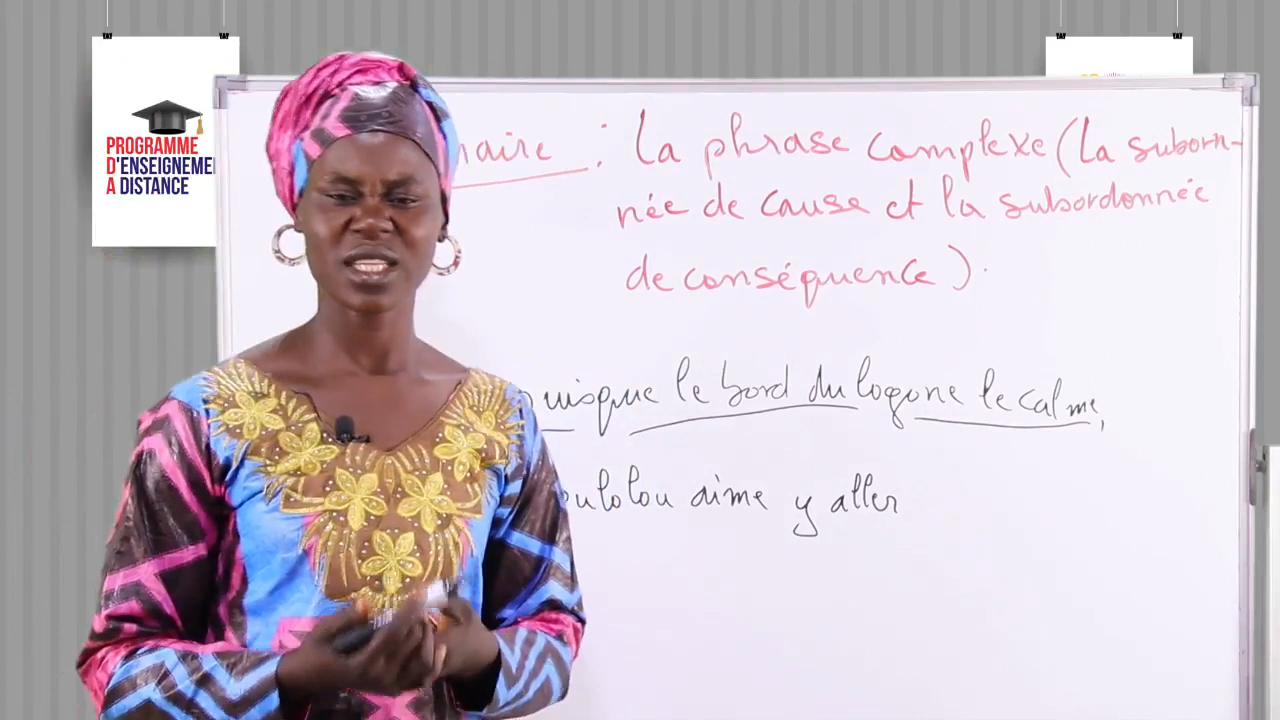 PROGRAMME
D'ENSEIGNEME
A DISTANCE
naire : La phrase complexe (La subor-
née de cause et la subordonnée
de conséquence).
uisque le bord du logone le calme,
oulolou aime y aller